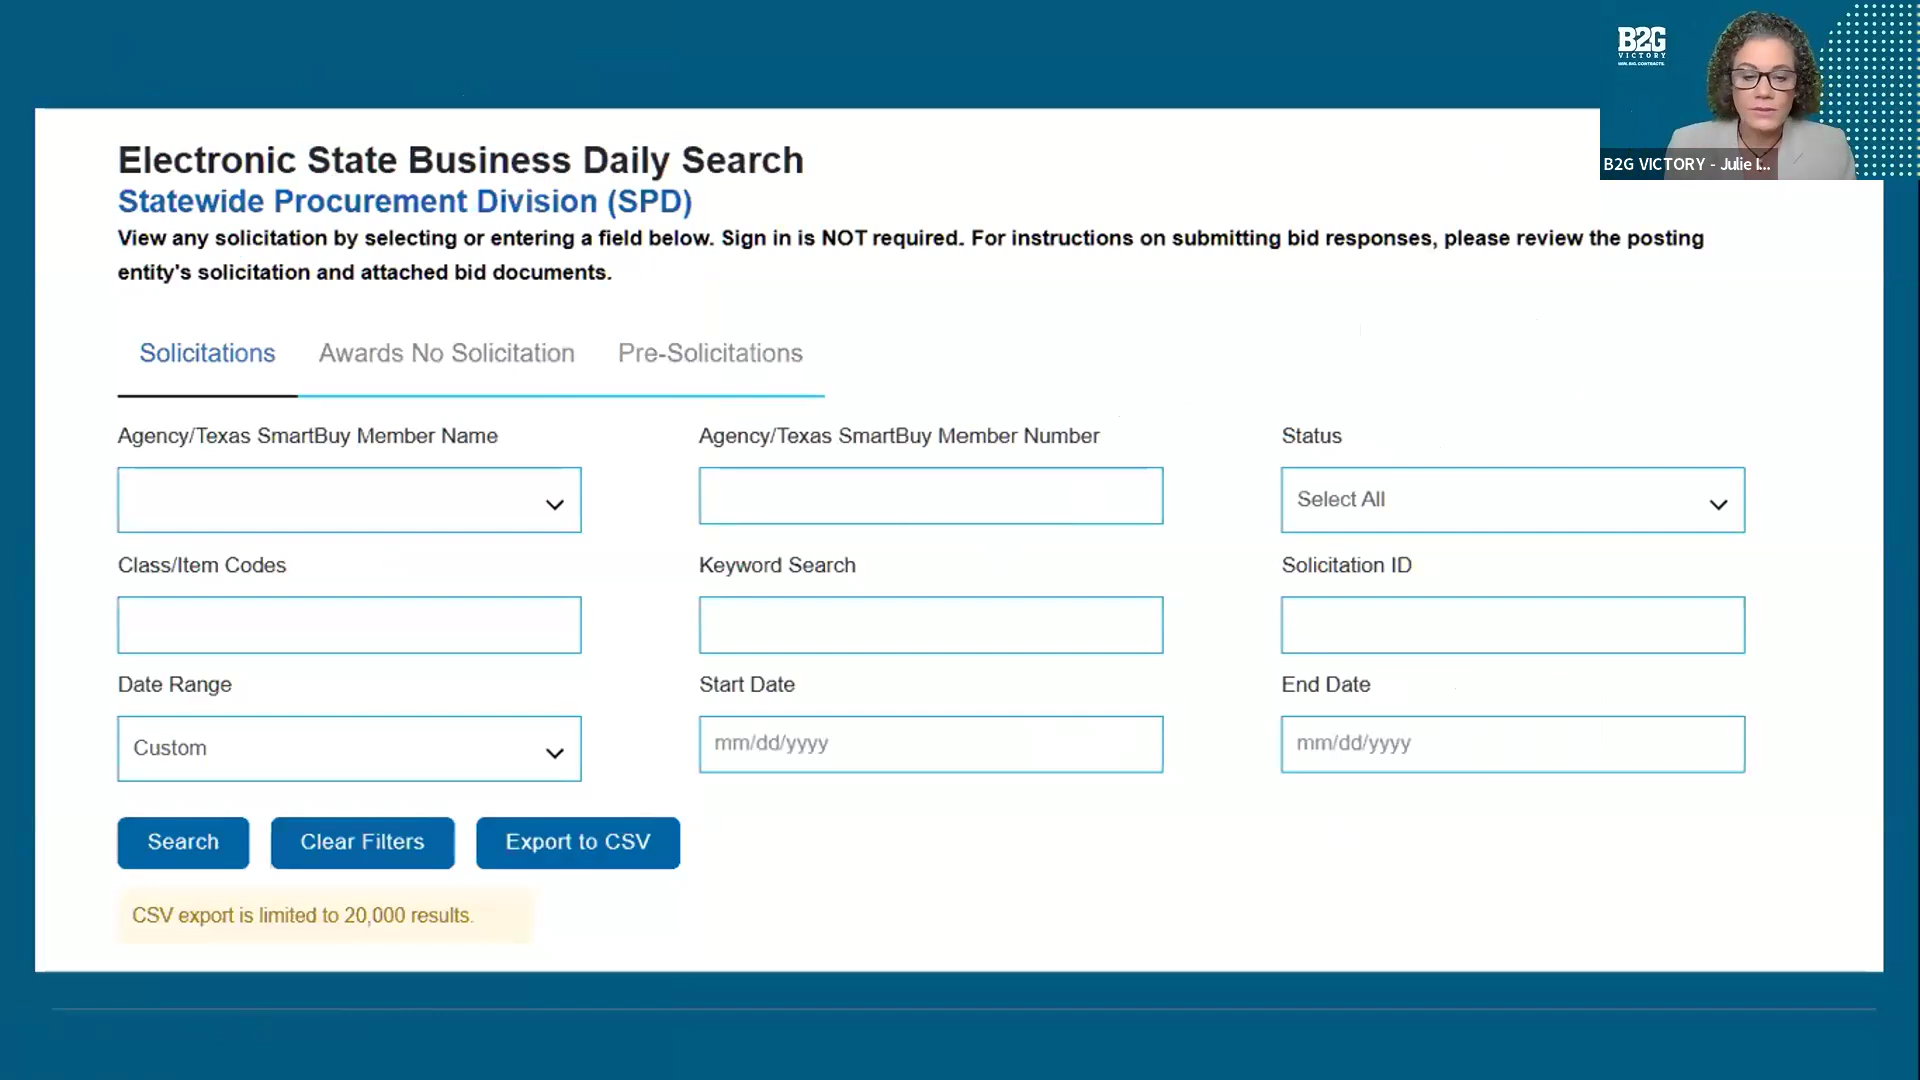 B2G
VICTORY
WIN. BIG. CONTRACTS.
B2G VICTORY - Julie I...
Electronic State Business Daily Search
Statewide Procurement Division (SPD)
View any solicitation by selecting or entering a field below. Sign in is NOT required. For instructions on submitting bid responses, please review the posting
entity's solicitation and attached bid documents.
Solicitations Awards No Solicitation Pre-Solicitations
Agency/Texas SmartBuy Member Name Agency/Texas SmartBuy Member Number Status
Select All
Class/Item Codes Keyword Search Solicitation ID
Date Range Start Date End Date
Custom mm/dd/yyyy mm/dd/yyyy
Search Clear Filters Export to CSV
CSV export is limited to 20,000 results.